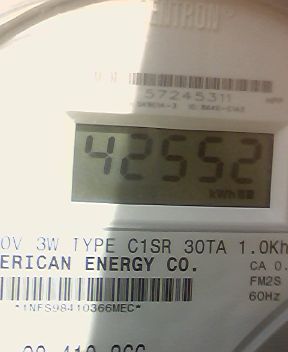 57245311
42552
kWh
0V 3W TYPE C1SR 30TA 1.0Kh
ERICAN ENERGY CO.
CA 0.
FM2S
60Hz
*INFS98410366MEC*